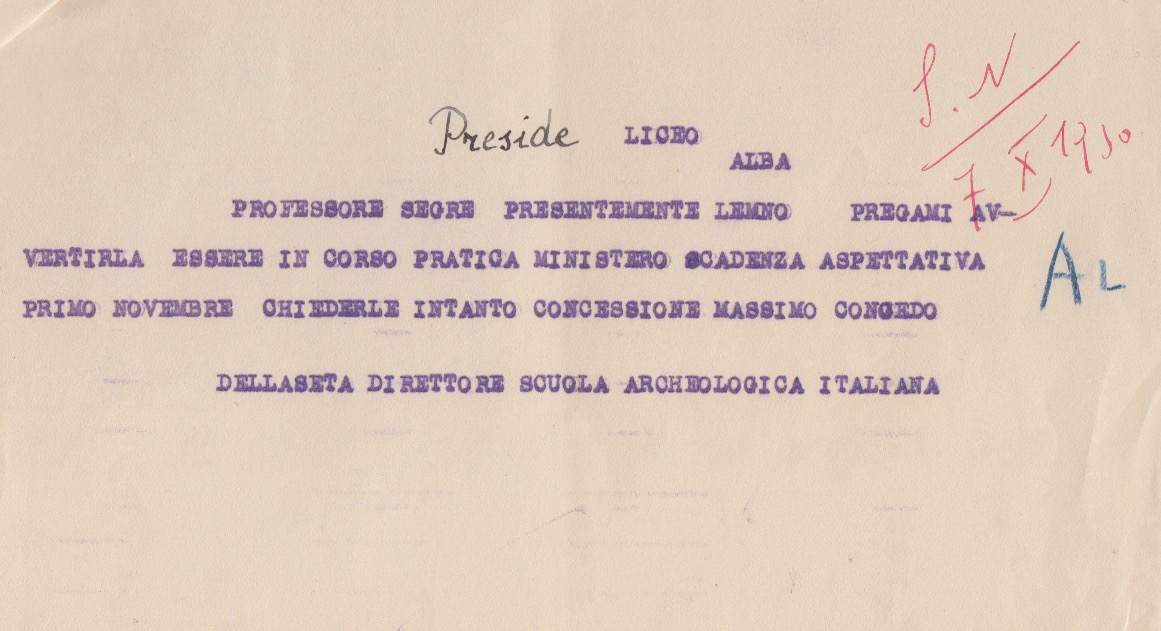 S. N
7 X 1930
Preside LICEO
ALBA
PROFESSORE SEGRE PRESENTEMENTE LEMNO PREGAMI AV-
VERTIRLA ESSERE IN CORSO PRATICA MINISTERO SCADENZA ASPETTATIVA
AL
PRIMO NOVEMBRE CHIEDERLE INTANTO CONCESSIONE MASSIMO CONGEDO
DELLASETA DIRETTORE SCUOLA ARCHEOLOGICA ITALIANA